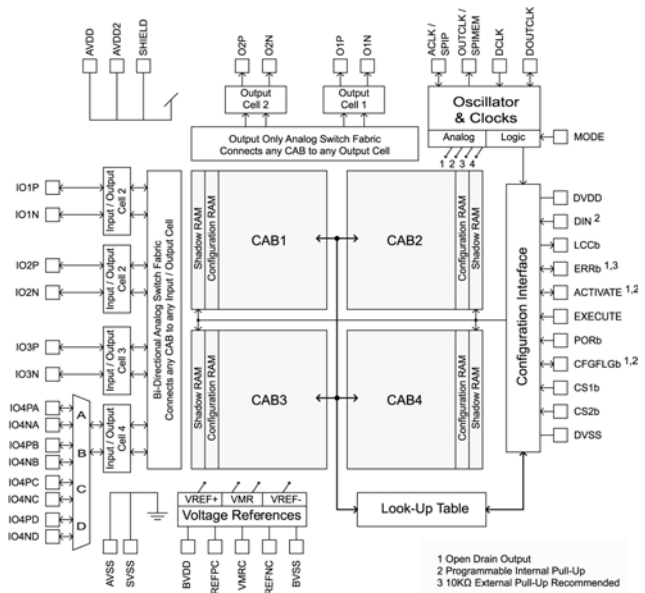 AVDD
AVDD2
SHIELD
O2P
O2N
O1P
O1N
ACLK / SPIP
OUTCLK / SPIMEM
DCLK
DOUTCLK
Output Cell 2
Output Cell 1
Oscillator & Clocks
Analog
Logic
1 2 3 4
MODE
Output Only Analog Switch Fabric
Connects any CAB to any Output Cell
IO1P
IO1N
Input / Output Cell 2
IO2P
IO2N
Input / Output Cell 2
IO3P
IO3N
Input / Output Cell 3
IO4PA
IO4NA
IO4PB
IO4NB
IO4PC
IO4NC
IO4PD
IO4ND
A
B
C
D
Input / Output Cell 4
Bi-Directional Analog Switch Fabric
Connects any CAB to any Input / Output Cell
Shadow RAM
Configuration RAM
CAB1
CAB2
Configuration RAM
Shadow RAM
Shadow RAM
Configuration RAM
CAB3
CAB4
Configuration RAM
Shadow RAM
Configuration Interface
DVDD
DIN 2
LCCb
ERRb 1,3
ACTIVATE 1,2
EXECUTE
PORb
CFGFLGb 1,2
CS1b
CS2b
DVSS
VREF+
VMR
VREF-
Voltage References
Look-Up Table
AVSS
SVSS
BVDD
REFPC
VMRC
REFNC
BVSS
1 Open Drain Output
2 Programmable Internal Pull-Up
3 10KΩ External Pull-Up Recommended